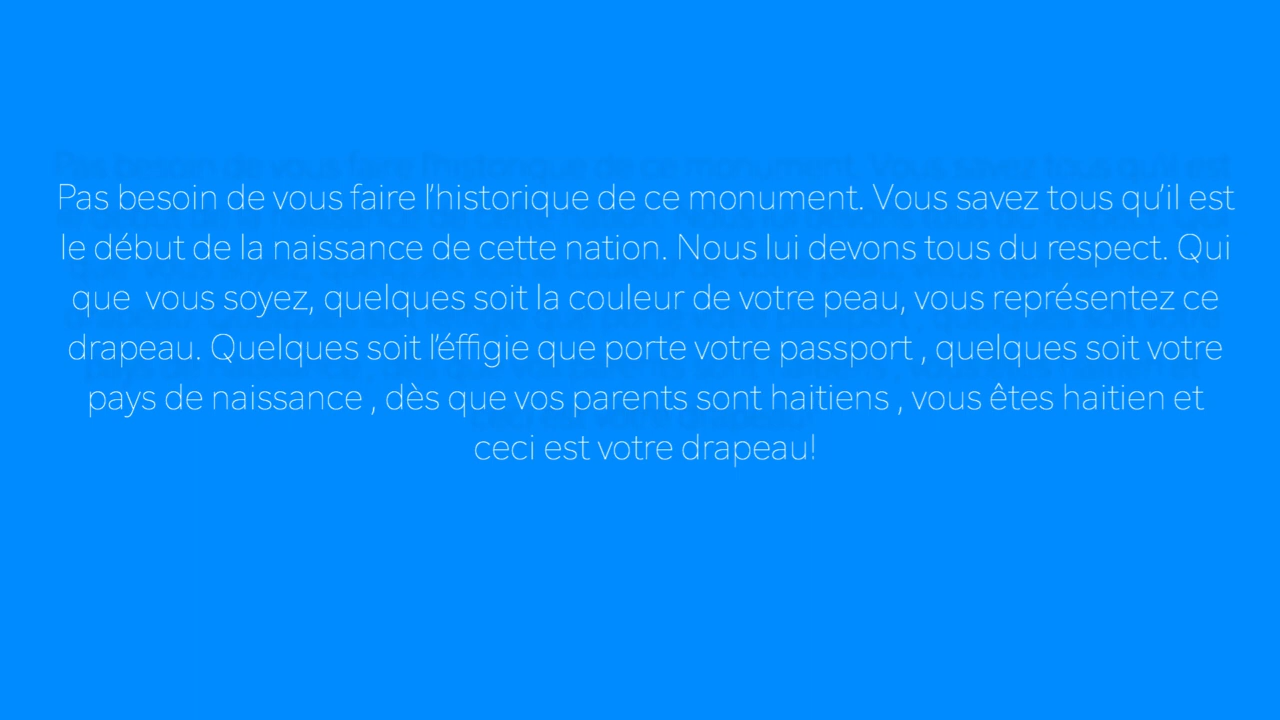 Pas besoin de vous faire l’historique de ce monument. Vous savez tous qu’il est
le début de la naissance de cette nation. Nous lui devons tous du respect. Qui
que  vous soyez, quelques soit la couleur de votre peau, vous représentez ce
drapeau. Quelques soit l’éffigie que porte votre passport , quelques soit votre
pays de naissance , dès que vos parents sont haitiens , vous êtes haitien et
ceci est votre drapeau!